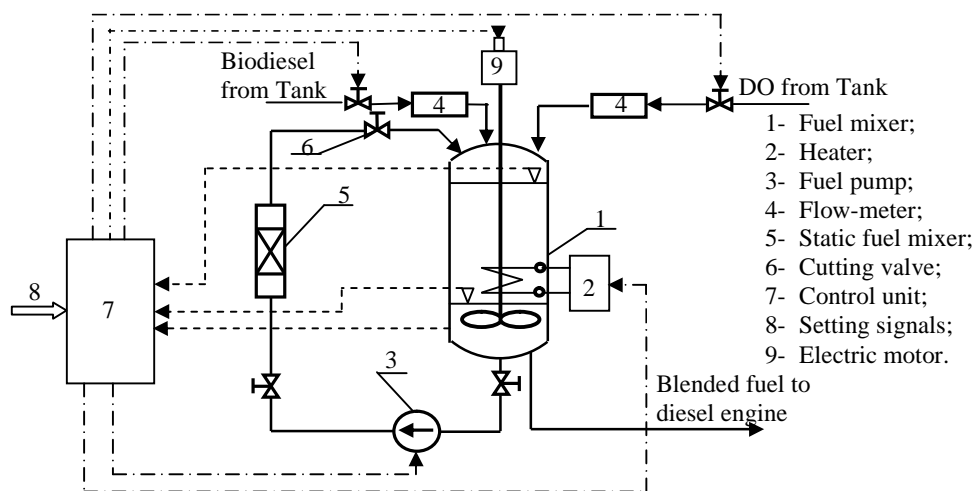 Biodiesel
from Tank
9
DO from Tank
4
4
6
1- Fuel mixer;
2- Heater;
3- Fuel pump;
4- Flow-meter;
5- Static fuel mixer;
6- Cutting valve;
7- Control unit;
8- Setting signals;
9- Electric motor.
5
1
8
7
2
3
Blended fuel to
diesel engine